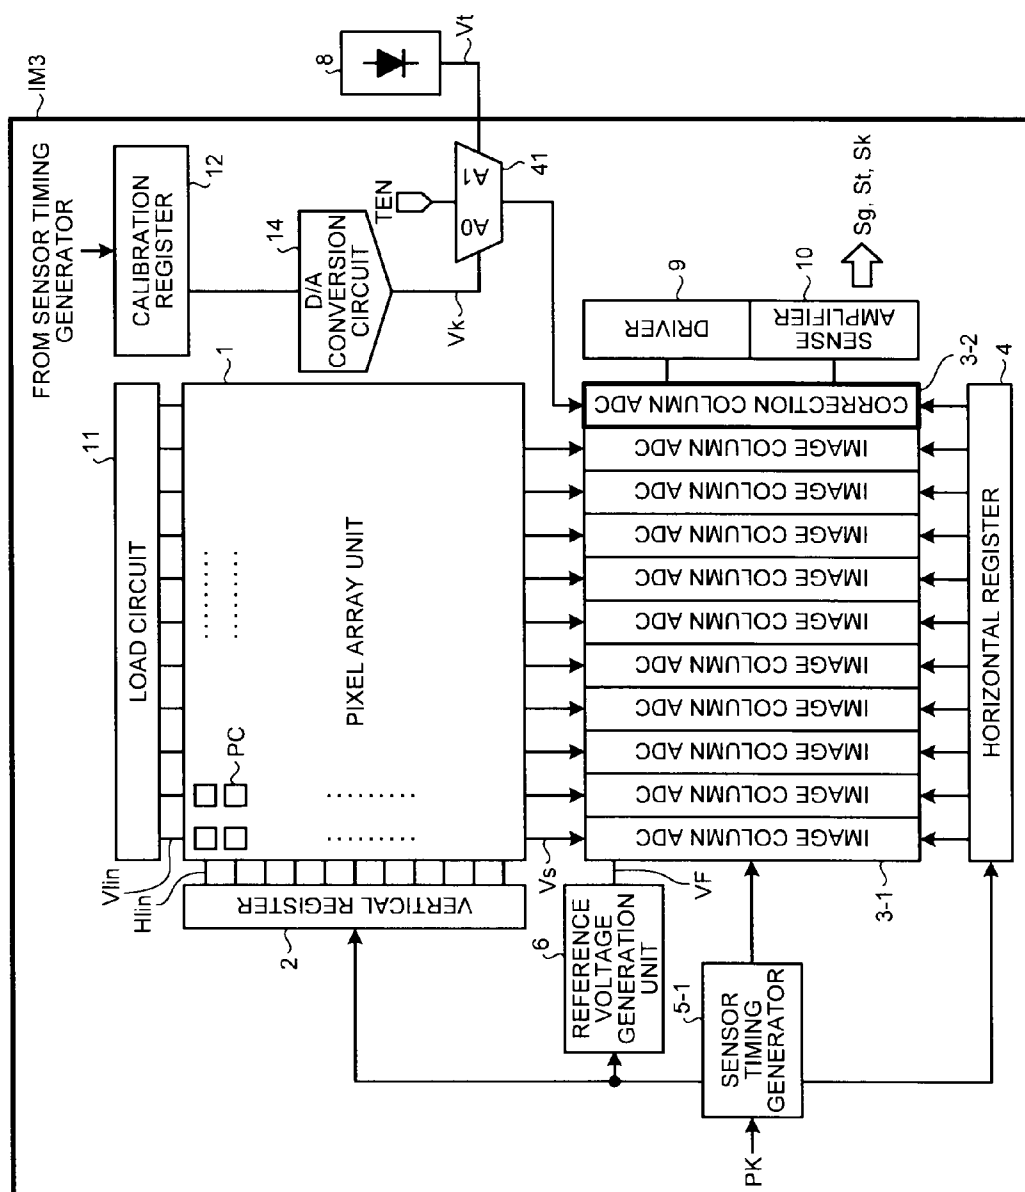 IM3
FROM SENSOR TIMING
GENERATOR
CALIBRATION
REGISTER
12
14
D/A
CONVERSION
CIRCUIT
Vk
TEN
A0
A1
41
8
Vt
11
LOAD CIRCUIT
Vlin
Hlin
PC
1
PIXEL ARRAY UNIT
2
VERTICAL REGISTER
Vs
6
REFERENCE
VOLTAGE
GENERATION
UNIT
VF
3-1
IMAGE COLUMN ADC
IMAGE COLUMN ADC
IMAGE COLUMN ADC
IMAGE COLUMN ADC
IMAGE COLUMN ADC
IMAGE COLUMN ADC
IMAGE COLUMN ADC
IMAGE COLUMN ADC
IMAGE COLUMN ADC
IMAGE COLUMN ADC
CORRECTION COLUMN ADC
3-2
DRIVER
9
SENSE
AMPLIFIER
10
Sg, St, Sk
5-1
SENSOR
TIMING
GENERATOR
PK
HORIZONTAL REGISTER
4